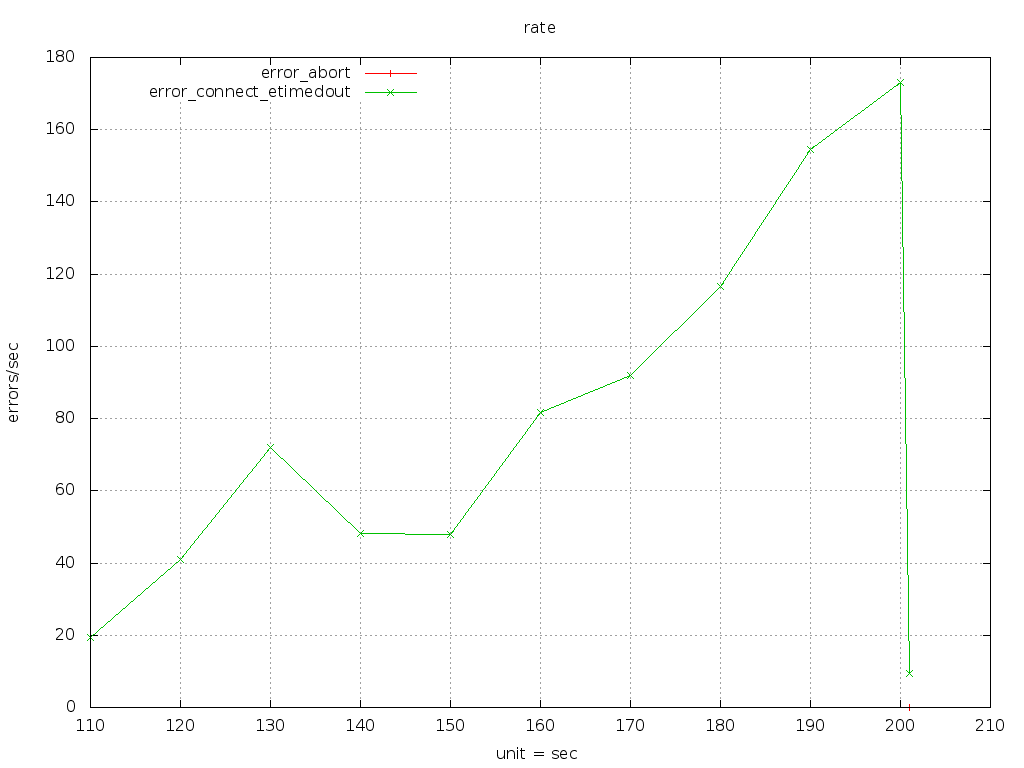 rate
error_abort
error_connect_etimedout
180
160
140
120
100
80
60
40
20
0
errors/sec
110 120 130 140 150 160 170 180 190 200 210
unit = sec